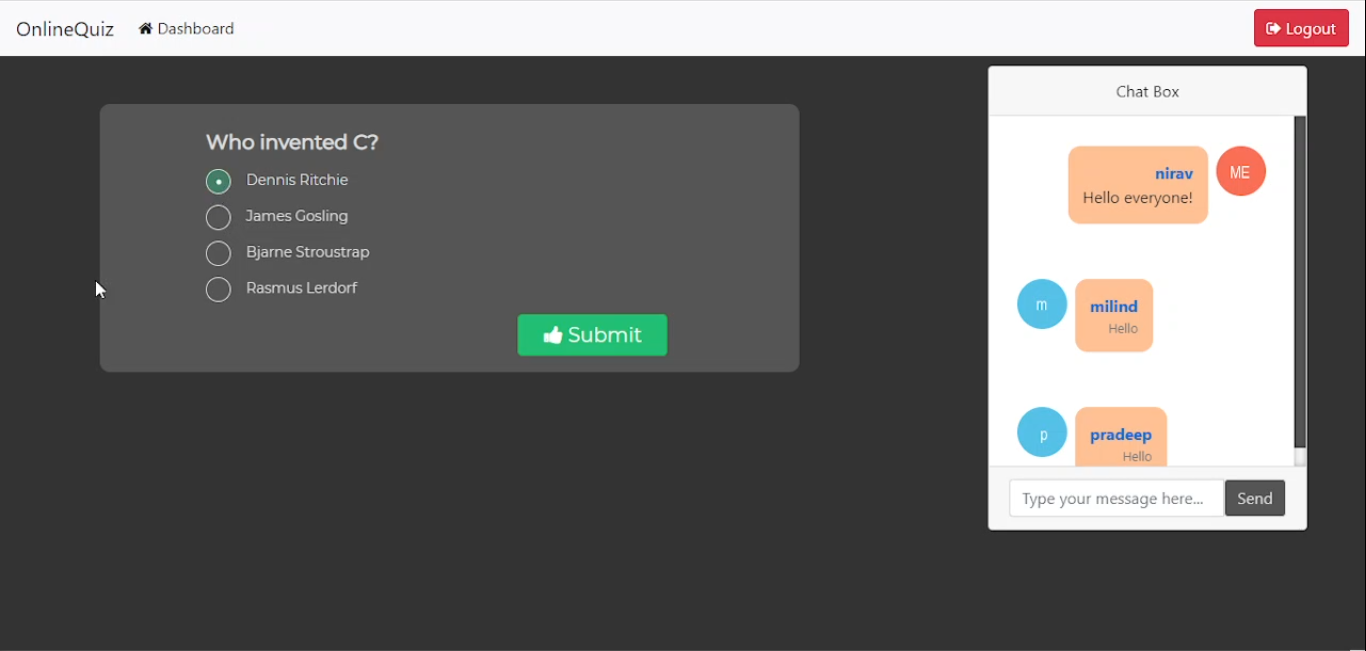 OnlineQuiz Dashboard Logout
Who invented C?
Dennis Ritchie
James Gosling
Bjarne Stroustrap
Rasmus Lerdorf
Submit
Chat Box
nirav
Hello everyone!
ME
m
milind
Hello
p
pradeep
Hello
Type your message here... Send